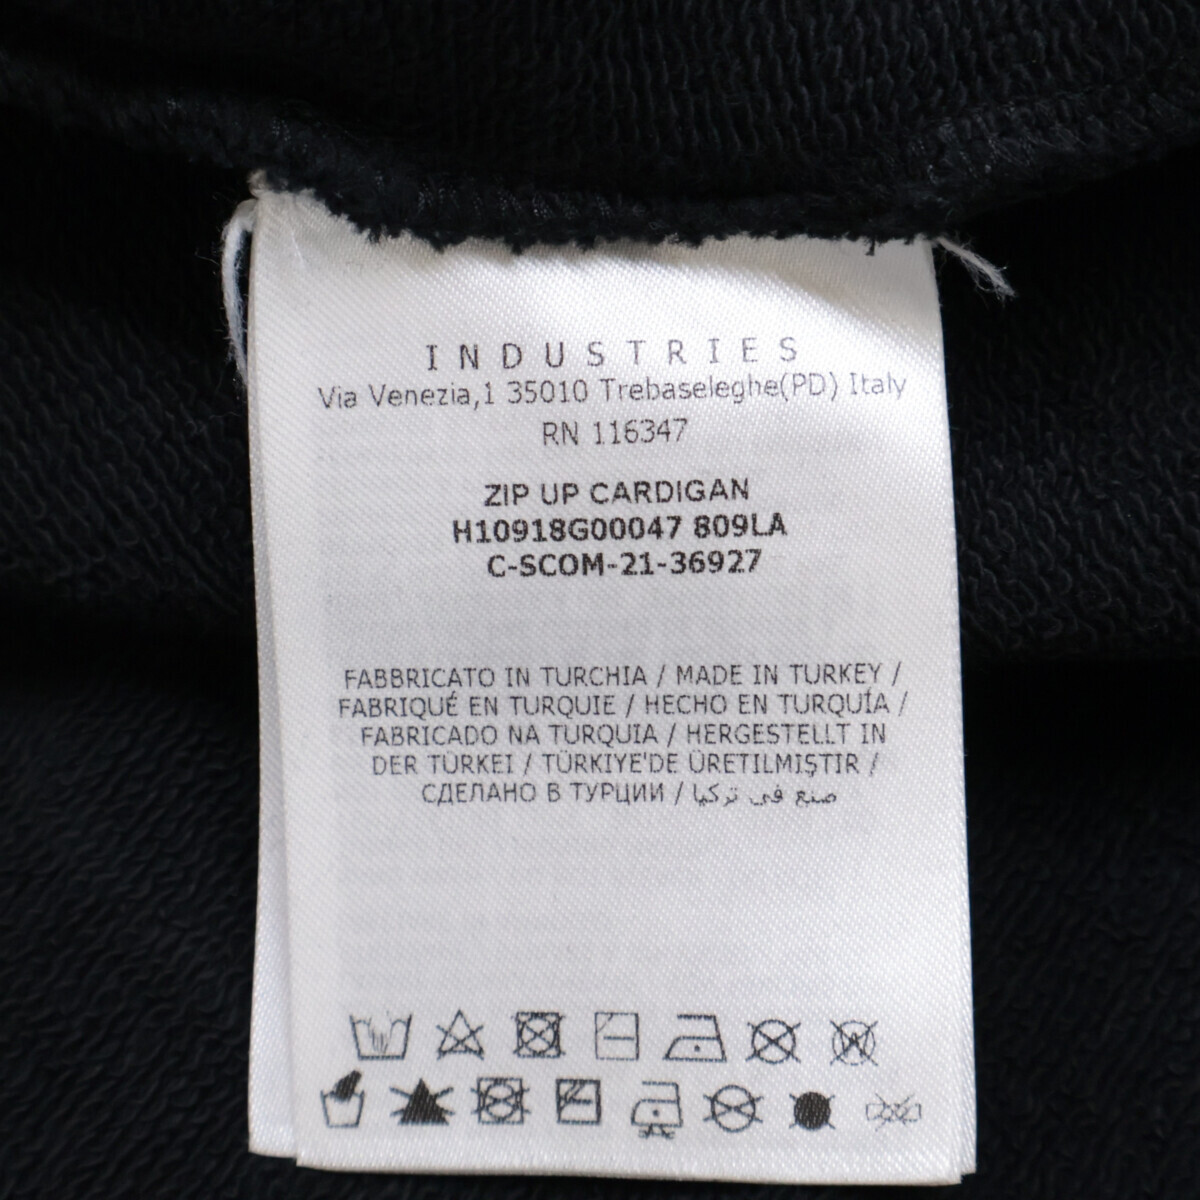 INDUSTRIES
Via Venezia,1 35010 Trebaseleghe(PD) Italy
RN 116347
ZIP UP CARDIGAN
H10918G00047 809LA
C-SCOM-21-36927
FABBRICATO IN TURCHIA / MADE IN TURKEY /
FABRIQUÉ EN TURQUIE / HECHO EN TURQUÍA /
FABRICADO NA TURQUIA / HERGESTELLT IN
DER TÜRKEI / TÜRKIYE'DE ÜRETILMIŞTIR /
СДЕЛАНО В ТУРЦИИ / صنع في تركيا